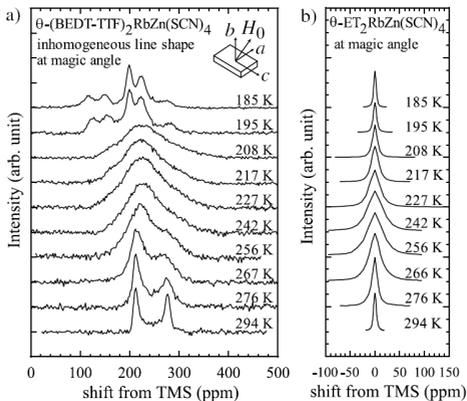 a)
θ-(BEDT-TTF)₂RbZn(SCN)₄
inhomogeneous line shape
at magic angle
b H₀
a
c
185 K
195 K
208 K
217 K
227 K
242 K
256 K
267 K
276 K
294 K
Intensity (arb. unit)
0 100 200 300 400 500
shift from TMS (ppm)
b)
θ-ET₂RbZn(SCN)₄
at magic angle
185 K
195 K
208 K
217 K
227 K
242 K
256 K
266 K
276 K
294 K
Intensity (arb. unit)
-100 -50 0 50 100 150
shift from TMS (ppm)